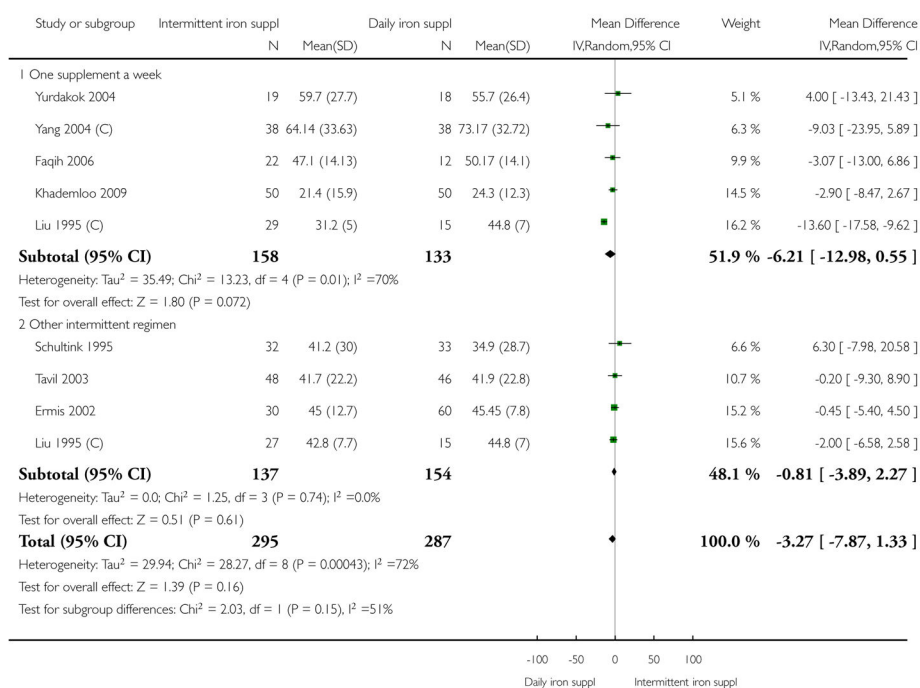 Study or subgroup Intermittent iron suppl Daily iron suppl Mean Difference Weight Mean Difference
N Mean(SD) N Mean(SD) IV,Random,95% CI IV,Random,95% CI
1 One supplement a week
Yurdakok 2004 19 59.7 (27.7) 18 55.7 (26.4) 5.1 % 4.00 [ -13.43, 21.43 ]
Yang 2004 (C) 38 64.14 (33.63) 38 73.17 (32.72) 6.3 % -9.03 [ -23.95, 5.89 ]
Faqih 2006 22 47.1 (14.13) 12 50.17 (14.1) 9.9 % -3.07 [ -13.00, 6.86 ]
Khademloo 2009 50 21.4 (15.9) 50 24.3 (12.3) 14.5 % -2.90 [ -8.47, 2.67 ]
Liu 1995 (C) 29 31.2 (5) 15 44.8 (7) 16.2 % -13.60 [ -17.58, -9.62 ]
Subtotal (95% CI) 158 133 51.9 % -6.21 [ -12.98, 0.55 ]
Heterogeneity: Tau² = 35.49; Chi² = 13.23, df = 4 (P = 0.01); I² =70%
Test for overall effect: Z = 1.80 (P = 0.072)
2 Other intermittent regimen
Schultink 1995 32 41.2 (30) 33 34.9 (28.7) 6.6 % 6.30 [ -7.98, 20.58 ]
Tavil 2003 48 41.7 (22.2) 46 41.9 (22.8) 10.7 % -0.20 [ -9.30, 8.90 ]
Ermis 2002 30 45 (12.7) 60 45.45 (7.8) 15.2 % -0.45 [ -5.40, 4.50 ]
Liu 1995 (C) 27 42.8 (7.7) 15 44.8 (7) 15.6 % -2.00 [ -6.58, 2.58 ]
Subtotal (95% CI) 137 154 48.1 % -0.81 [ -3.89, 2.27 ]
Heterogeneity: Tau² = 0.0; Chi² = 1.25, df = 3 (P = 0.74); I² =0.0%
Test for overall effect: Z = 0.51 (P = 0.61)
Total (95% CI) 295 287 100.0 % -3.27 [ -7.87, 1.33 ]
Heterogeneity: Tau² = 29.94; Chi² = 28.27, df = 8 (P = 0.00043); I² =72%
Test for overall effect: Z = 1.39 (P = 0.16)
Test for subgroup differences: Chi² = 2.03, df = 1 (P = 0.15), I² =51%
-100 -50 0 50 100
Daily iron suppl Intermittent iron suppl